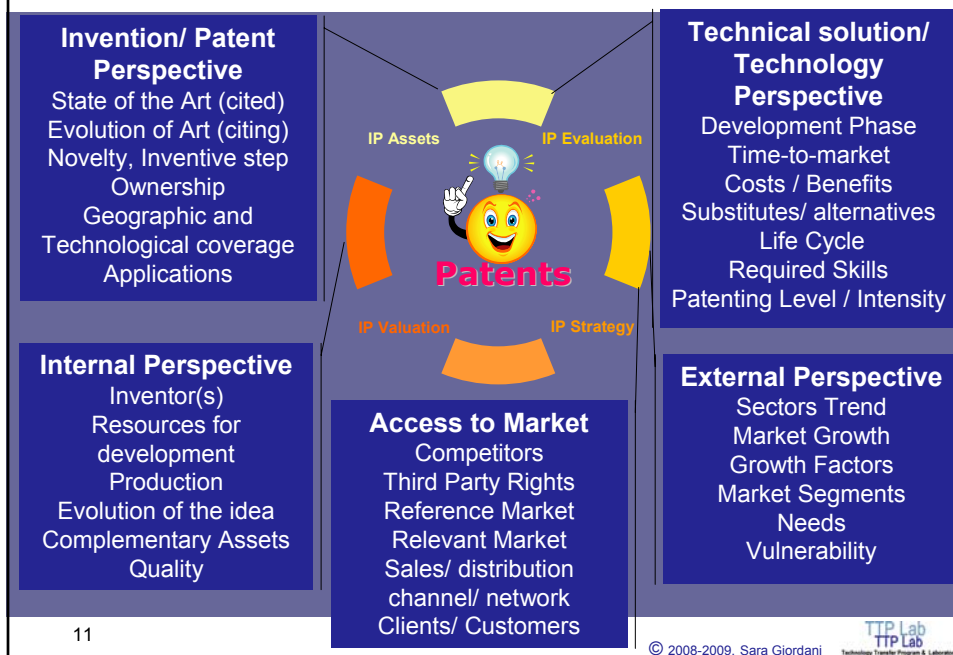 Invention/ Patent
Perspective
State of the Art (cited)
Evolution of Art (citing)
Novelty, Inventive step
Ownership
Geographic and
Technological coverage
Applications
Technical solution/
Technology
Perspective
Development Phase
Time-to-market
Costs / Benefits
Substitutes/ alternatives
Life Cycle
Required Skills
Patenting Level / Intensity
IP Assets
IP Evaluation
Patents
IP Valuation
IP Strategy
Internal Perspective
Inventor(s)
Resources for
development
Production
Evolution of the idea
Complementary Assets
Quality
Access to Market
Competitors
Third Party Rights
Reference Market
Relevant Market
Sales/ distribution
channel/ network
Clients/ Customers
External Perspective
Sectors Trend
Market Growth
Growth Factors
Market Segments
Needs
Vulnerability
11
© 2008-2009, Sara Giordani
TTP Lab
TTP Lab
Technology Transfer Program & Laborator